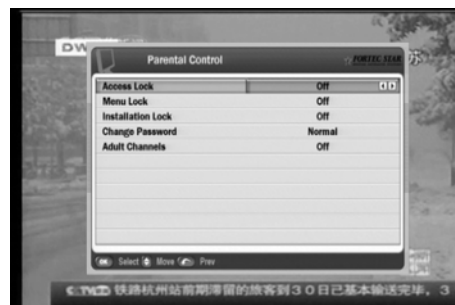 DW
Parental Control
FORTEC STAR
Access Lock Off
Menu Lock Off
Installation Lock Off
Change Password Normal
Adult Channels Off
OK Select Move Prev
铁路杭州站前期滞留的旅客到30日已基本输送完毕。3